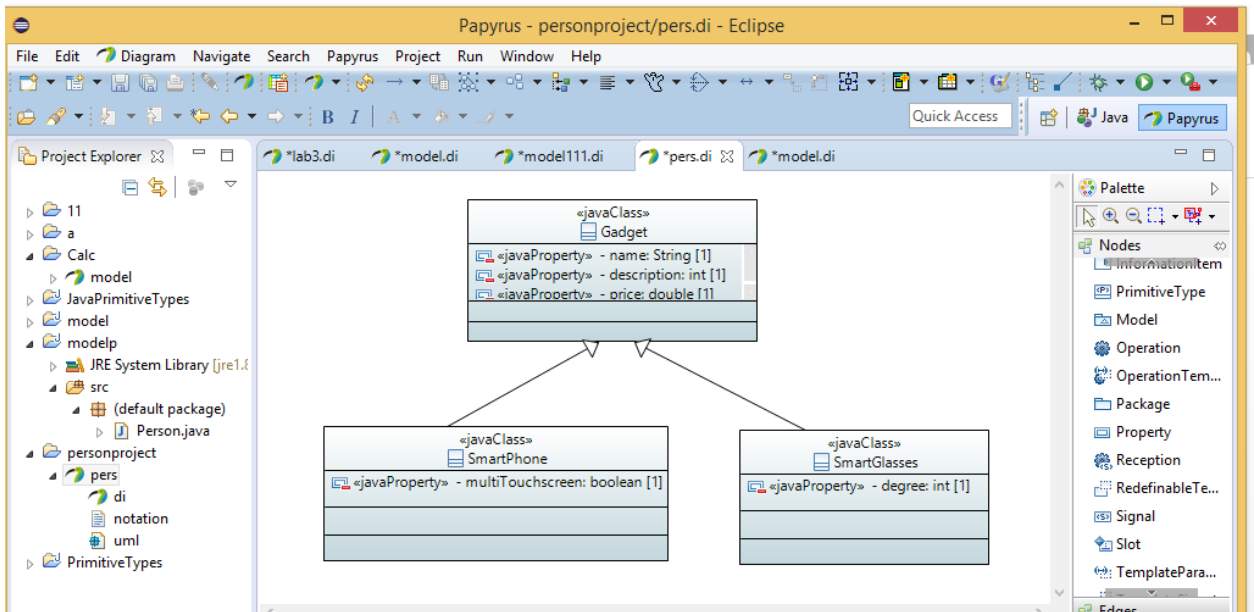 Papyrus - personproject/pers.di - Eclipse
File Edit Diagram Navigate Search Papyrus Project Run Window Help
B I A Quick Access Java Papyrus
Project Explorer
*lab3.di *model.di *model111.di *pers.di *model.di
11
a
Calc
model
JavaPrimitiveTypes
model
modelp
JRE System Library [jre1.8
src
(default package)
Person.java
personproject
pers
di
notation
uml
PrimitiveTypes
«javaClass»
Gadget
«javaProperty» - name: String [1]
«javaProperty» - description: int [1]
«javaProperty» - price: double [1]
«javaClass»
SmartPhone
«javaProperty» - multiTouchscreen: boolean [1]
«javaClass»
SmartGlasses
«javaProperty» - degree: int [1]
Palette
Nodes
InformationItem
PrimitiveType
Model
Operation
OperationTem...
Package
Property
Reception
RedefinableTe...
Signal
Slot
TemplatePara...
Edges